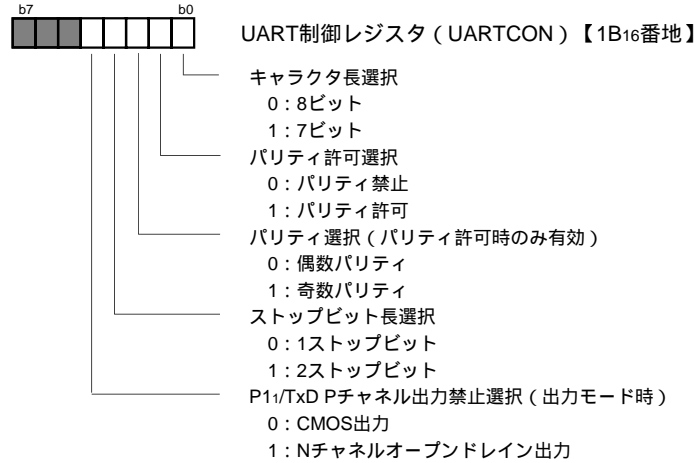 b7 b0
UART制御レジスタ（UARTCON）【1B16番地】
キャラクタ長選択
0：8ビット
1：7ビット
パリティ許可選択
0：パリティ禁止
1：パリティ許可
パリティ選択（パリティ許可時のみ有効）
0：偶数パリティ
1：奇数パリティ
ストップビット長選択
0：1ストップビット
1：2ストップビット
P11/TxD Pチャネル出力禁止選択（出力モード時）
0：CMOS出力
1：Nチャネルオープンドレイン出力